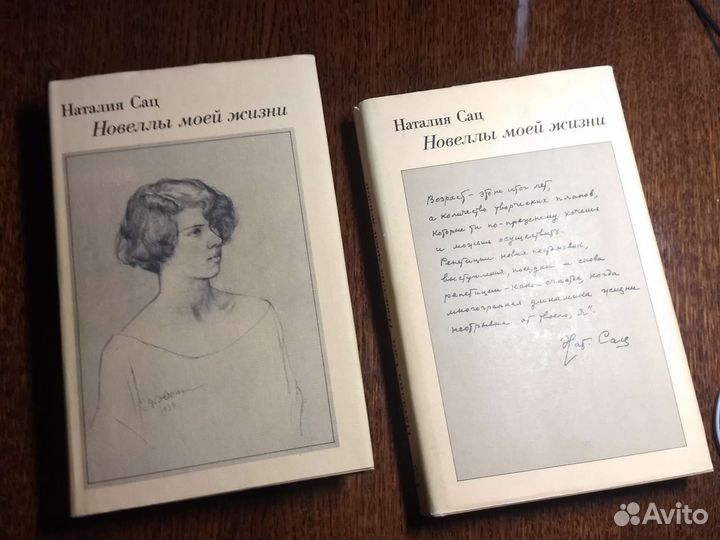 Наталия Сац
Новеллы моей жизни
Наталия Сац
Новеллы моей жизни
Возраст – это не итог лет,
а количество творческих планов,
которые ты по-прежнему хочешь
и можешь осуществить.
Репетиции новых постановок,
выступления, поездки и снова
репетиции – какое счастье, когда
многогранная динамика жизни
неотрывна от твоего „Я“.
Нат. Сац
Avito